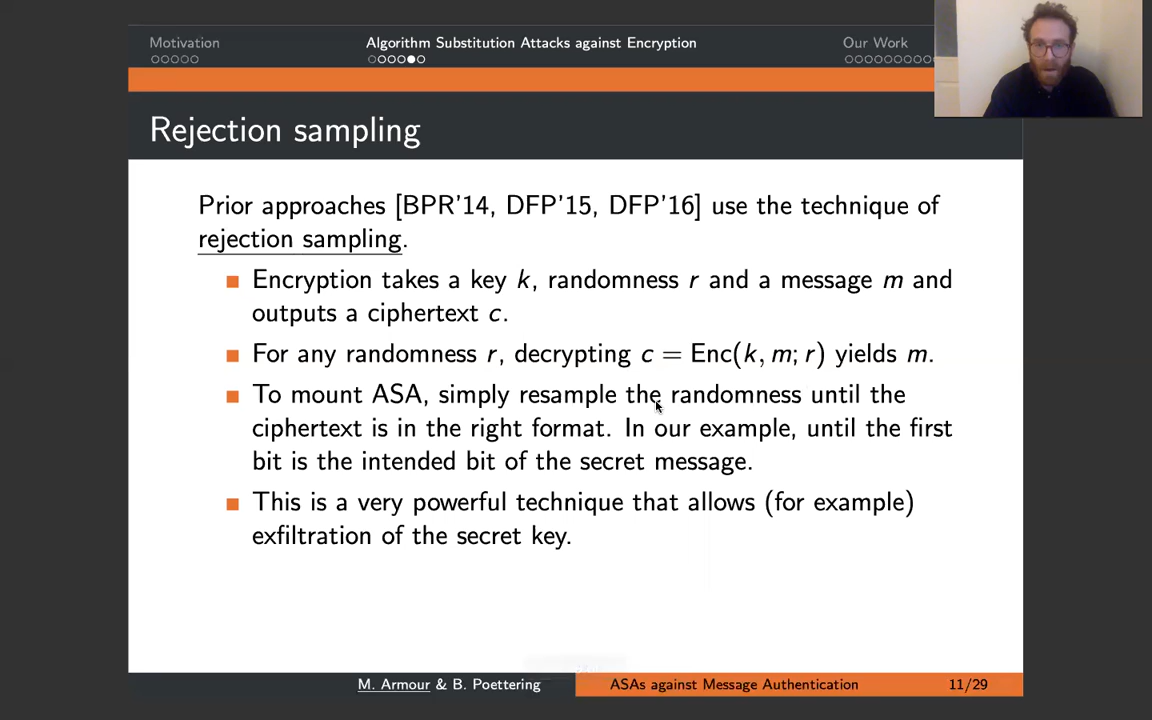 Motivation
Algorithm Substitution Attacks against Encryption
Our Work
Rejection sampling
Prior approaches [BPR'14, DFP'15, DFP'16] use the technique of
rejection sampling.
Encryption takes a key k, randomness r and a message m and
outputs a ciphertext c.
For any randomness r, decrypting c = Enc(k, m; r) yields m.
To mount ASA, simply resample the randomness until the
ciphertext is in the right format. In our example, until the first
bit is the intended bit of the secret message.
This is a very powerful technique that allows (for example)
exfiltration of the secret key.
M. Armour & B. Poettering
ASAs against Message Authentication
11/29